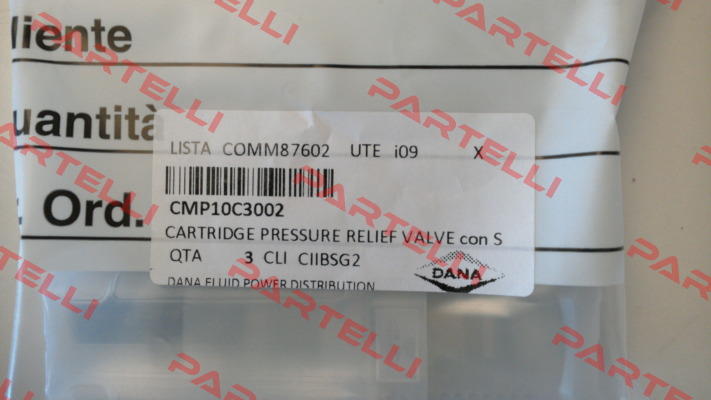 liente
uantità
. Ord.
LISTA COMM87602 UTE i09 X
CMP10C3002
CARTRIDGE PRESSURE RELIEF VALVE con S
QTA 3 CLI CIIBSG2
DANA
DANA FLUID POWER DISTRIBUTION
PARTELLI
PARTELLI
PARTELLI
PARTELLI
PARTELLI
PARTELLI
PARTELLI